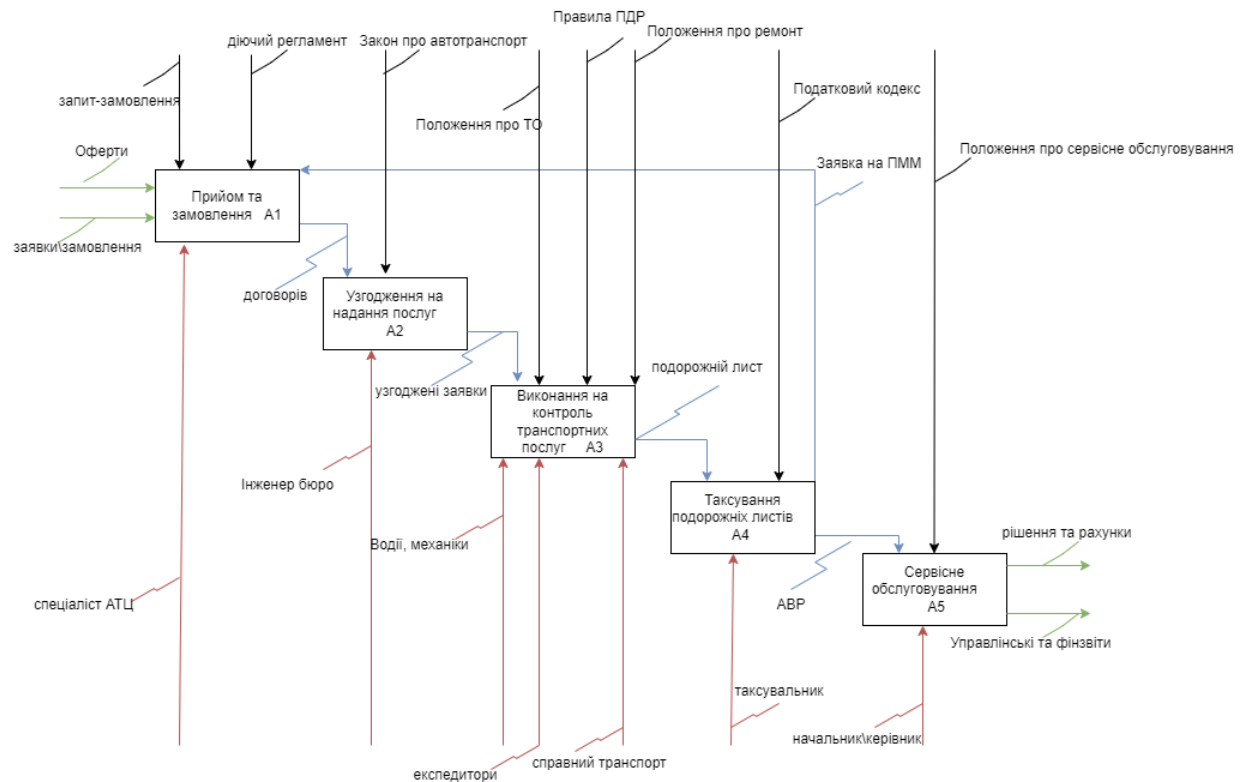 Правила ПДР
діючий регламент
Закон про автотранспорт
Положення про ремонт
запит-замовлення
Податковий кодекс
Положення про ТО
Оферти
Заявка на ПММ
Положення про сервісне обслуговування
Прийом та
замовлення А1
заявки\замовлення
договорів
Узгодження на
надання послуг
А2
подорожній лист
узгоджені заявки
Виконання на
контроль
транспортних
послуг А3
Інженер бюро
Таксування
подорожніх листів
А4
Водії, механіки
рішення та рахунки
Сервісне
обслуговування
А5
спеціаліст АТЦ
АВР
Управлінські та фінзвіти
таксувальник
начальник\керівник
справний транспорт
експедитори